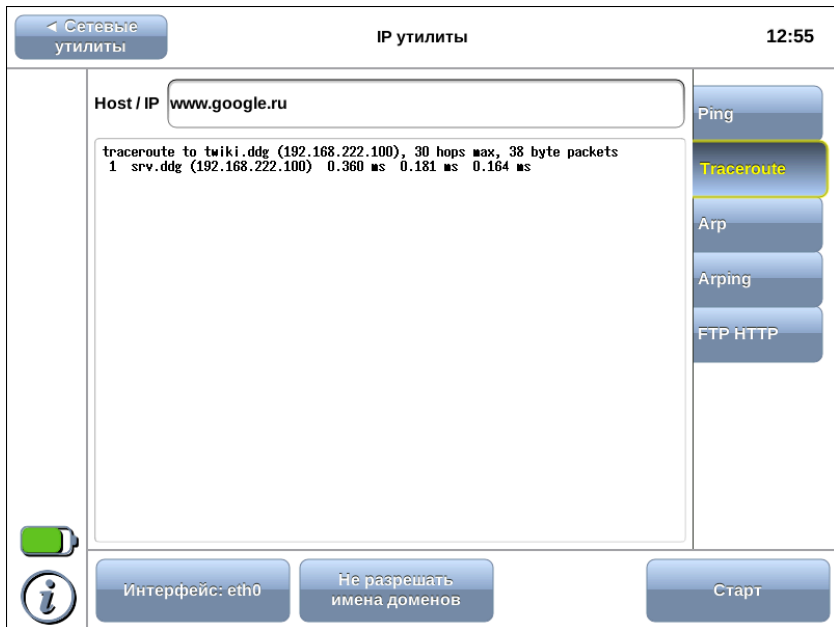 ◄ Сетевые
утилиты
IP утилиты
12:55
Host / IP
www.google.ru
traceroute to twiki.ddg (192.168.222.100), 30 hops max, 38 byte packets
1 srv.ddg (192.168.222.100) 0.360 ms 0.181 ms 0.164 ms
Ping
Traceroute
Arp
Arping
FTP HTTP
i
Интерфейс: eth0
Не разрешать
имена доменов
Старт